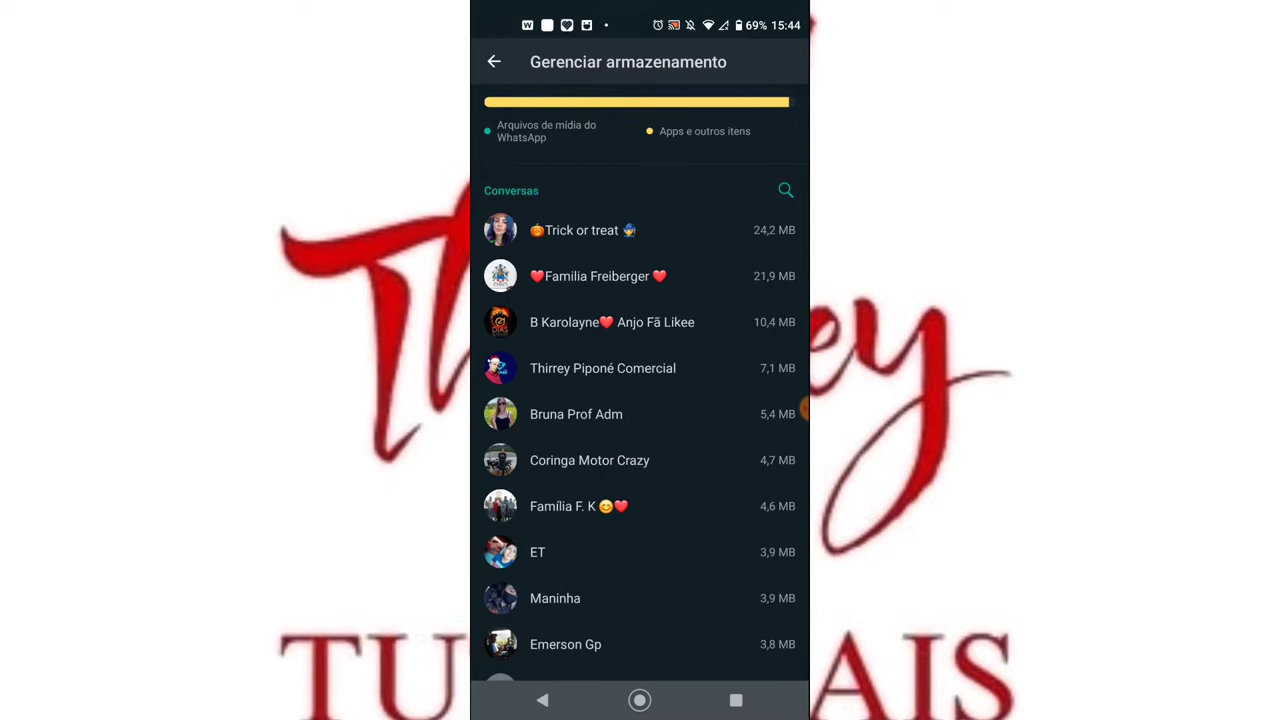 W
69% 15:44
Gerenciar armazenamento
Arquivos de mídia do
WhatsApp
Apps e outros itens
Conversas
🎃Trick or treat 🧙 24,2 MB
❤️Familia Freiberger ❤️ 21,9 MB
B Karolayne❤️ Anjo Fã Likee 10,4 MB
Thirrey Piponé Comercial 7,1 MB
Bruna Prof Adm 5,4 MB
Coringa Motor Crazy 4,7 MB
Família F. K 😊❤️ 4,6 MB
ET 3,9 MB
Maninha 3,9 MB
Emerson Gp 3,8 MB
Th ey
TU AIS